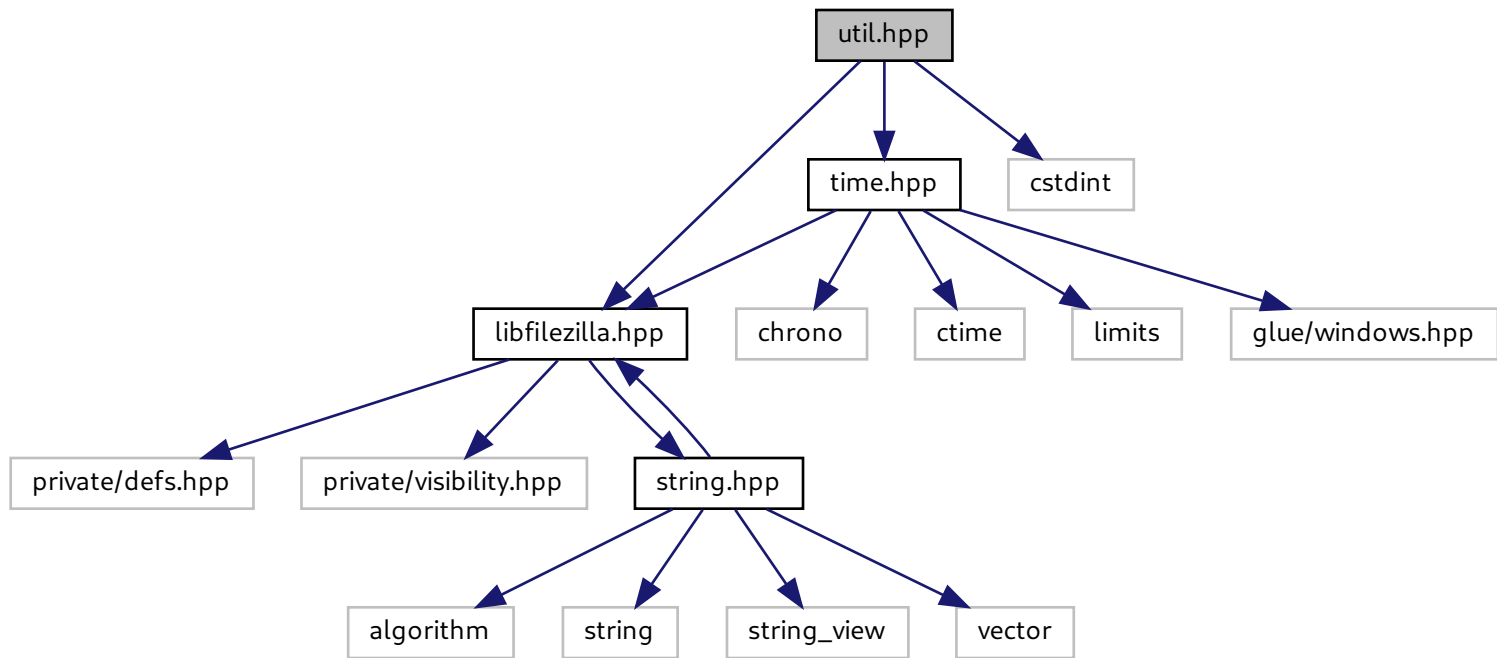 util.hpp
time.hpp
cstdint
libfilezilla.hpp
chrono
ctime
limits
glue/windows.hpp
private/defs.hpp
private/visibility.hpp
string.hpp
algorithm
string
string_view
vector